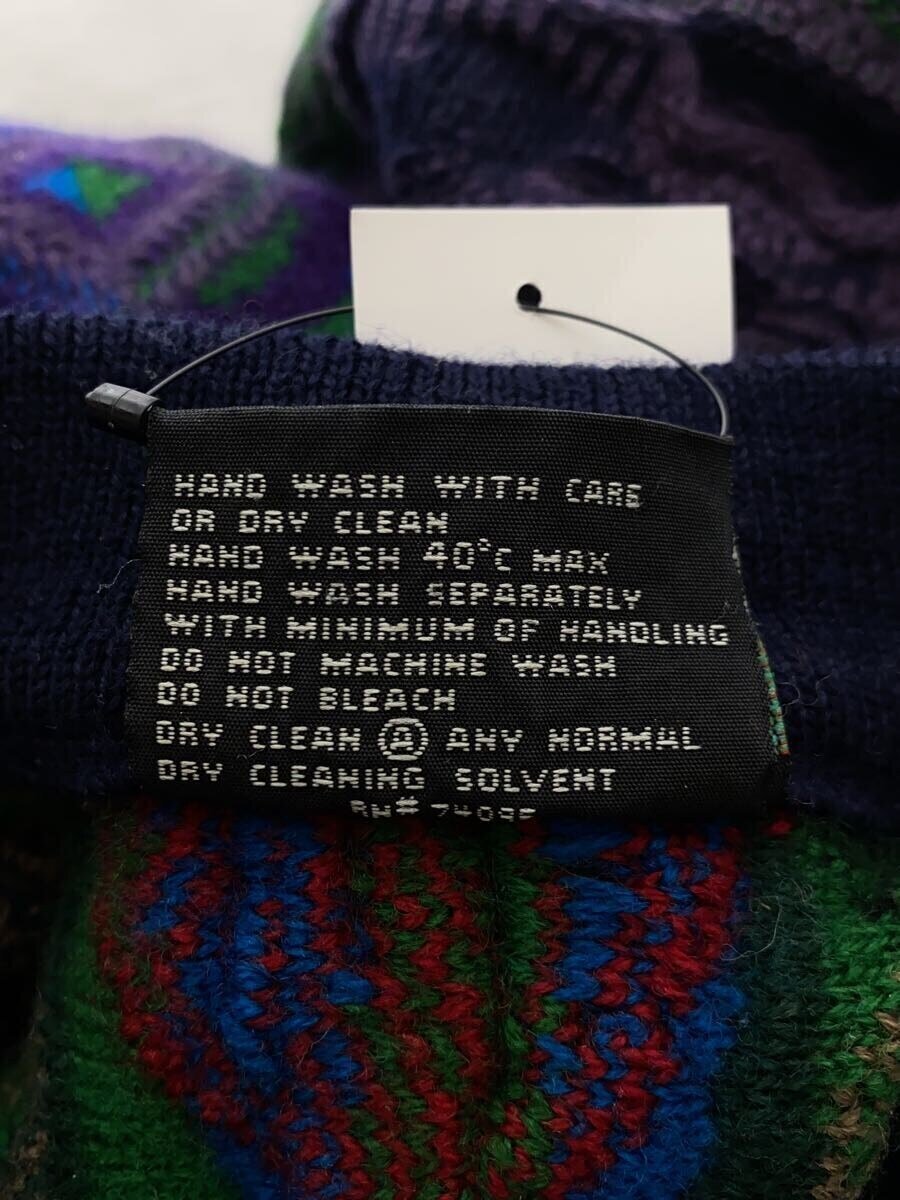 HAND WASH WITH CARE
OR DRY CLEAN
HAND WASH 40°C MAX
HAND WASH SEPARATELY
WITH MINIMUM OF HANDLING
DO NOT MACHINE WASH
DO NOT BLEACH
DRY CLEAN Ⓐ ANY NORMAL
DRY CLEANING SOLVENT